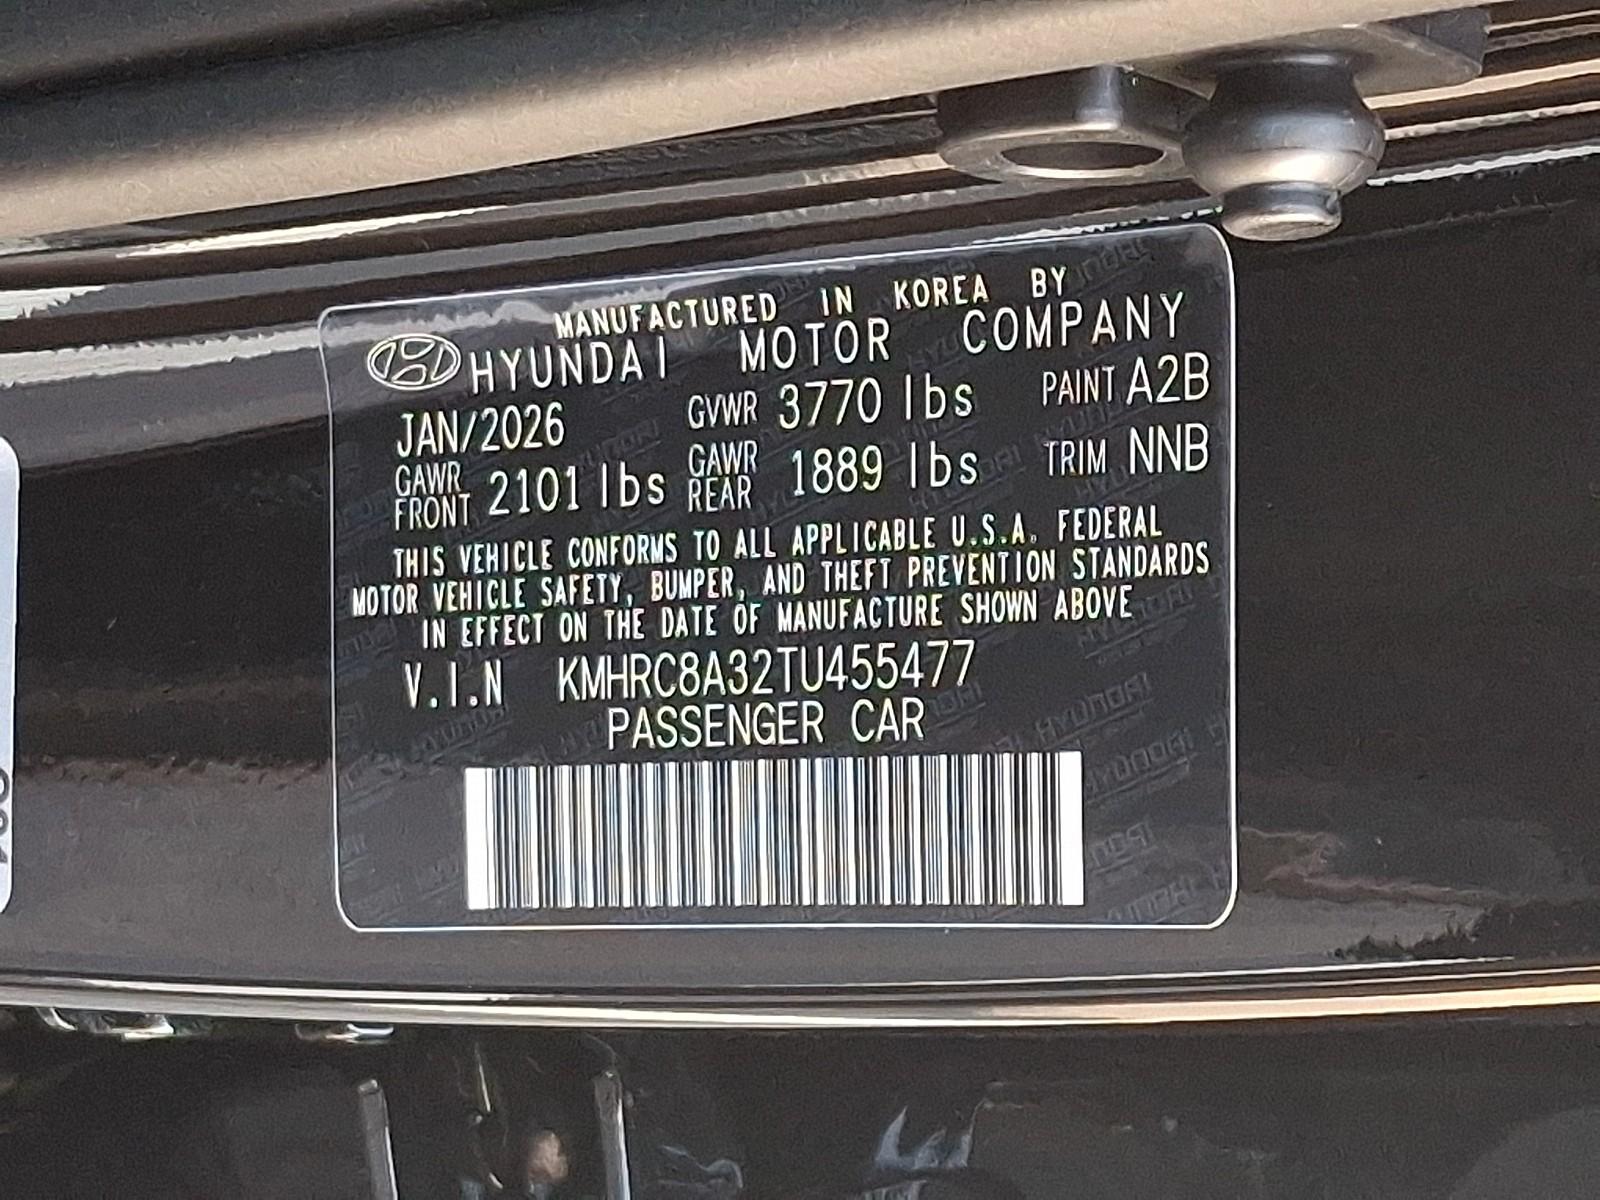 MANUFACTURED IN KOREA BY
HYUNDAI MOTOR COMPANY
JAN/2026 GVWR 3770 lbs PAINT A2B
GAWR FRONT 2101 lbs GAWR REAR 1889 lbs TRIM NNB
THIS VEHICLE CONFORMS TO ALL APPLICABLE U.S.A. FEDERAL
MOTOR VEHICLE SAFETY, BUMPER, AND THEFT PREVENTION STANDARDS
IN EFFECT ON THE DATE OF MANUFACTURE SHOWN ABOVE
V.I.N KMHRC8A32TU455477
PASSENGER CAR